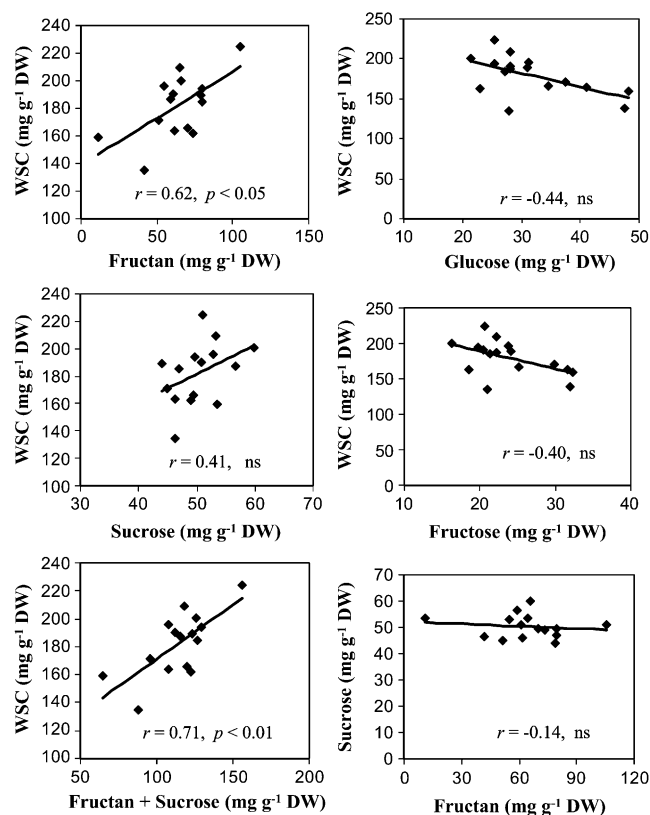 240
220
200
180
160
140
120
100
WSC (mg g-1 DW)
r = 0.62, p < 0.05
0 50 100 150
Fructan (mg g-1 DW)
250
200
150
100
50
0
WSC (mg g-1 DW)
r = -0.44, ns
10 20 30 40 50
Glucose (mg g-1 DW)
240
220
200
180
160
140
120
100
WSC (mg g-1 DW)
r = 0.41, ns
30 40 50 60 70
Sucrose (mg g-1 DW)
250
200
150
100
50
0
WSC (mg g-1 DW)
r = -0.40, ns
10 20 30 40
Fructose (mg g-1 DW)
240
220
200
180
160
140
120
100
WSC (mg g-1 DW)
r = 0.71, p < 0.01
0 50 100 150 200
Fructan + Sucrose (mg g-1 DW)
70
60
50
40
30
20
10
0
Sucrose (mg g-1 DW)
r = -0.14, ns
0 30 60 90 120
Fructan (mg g-1 DW)